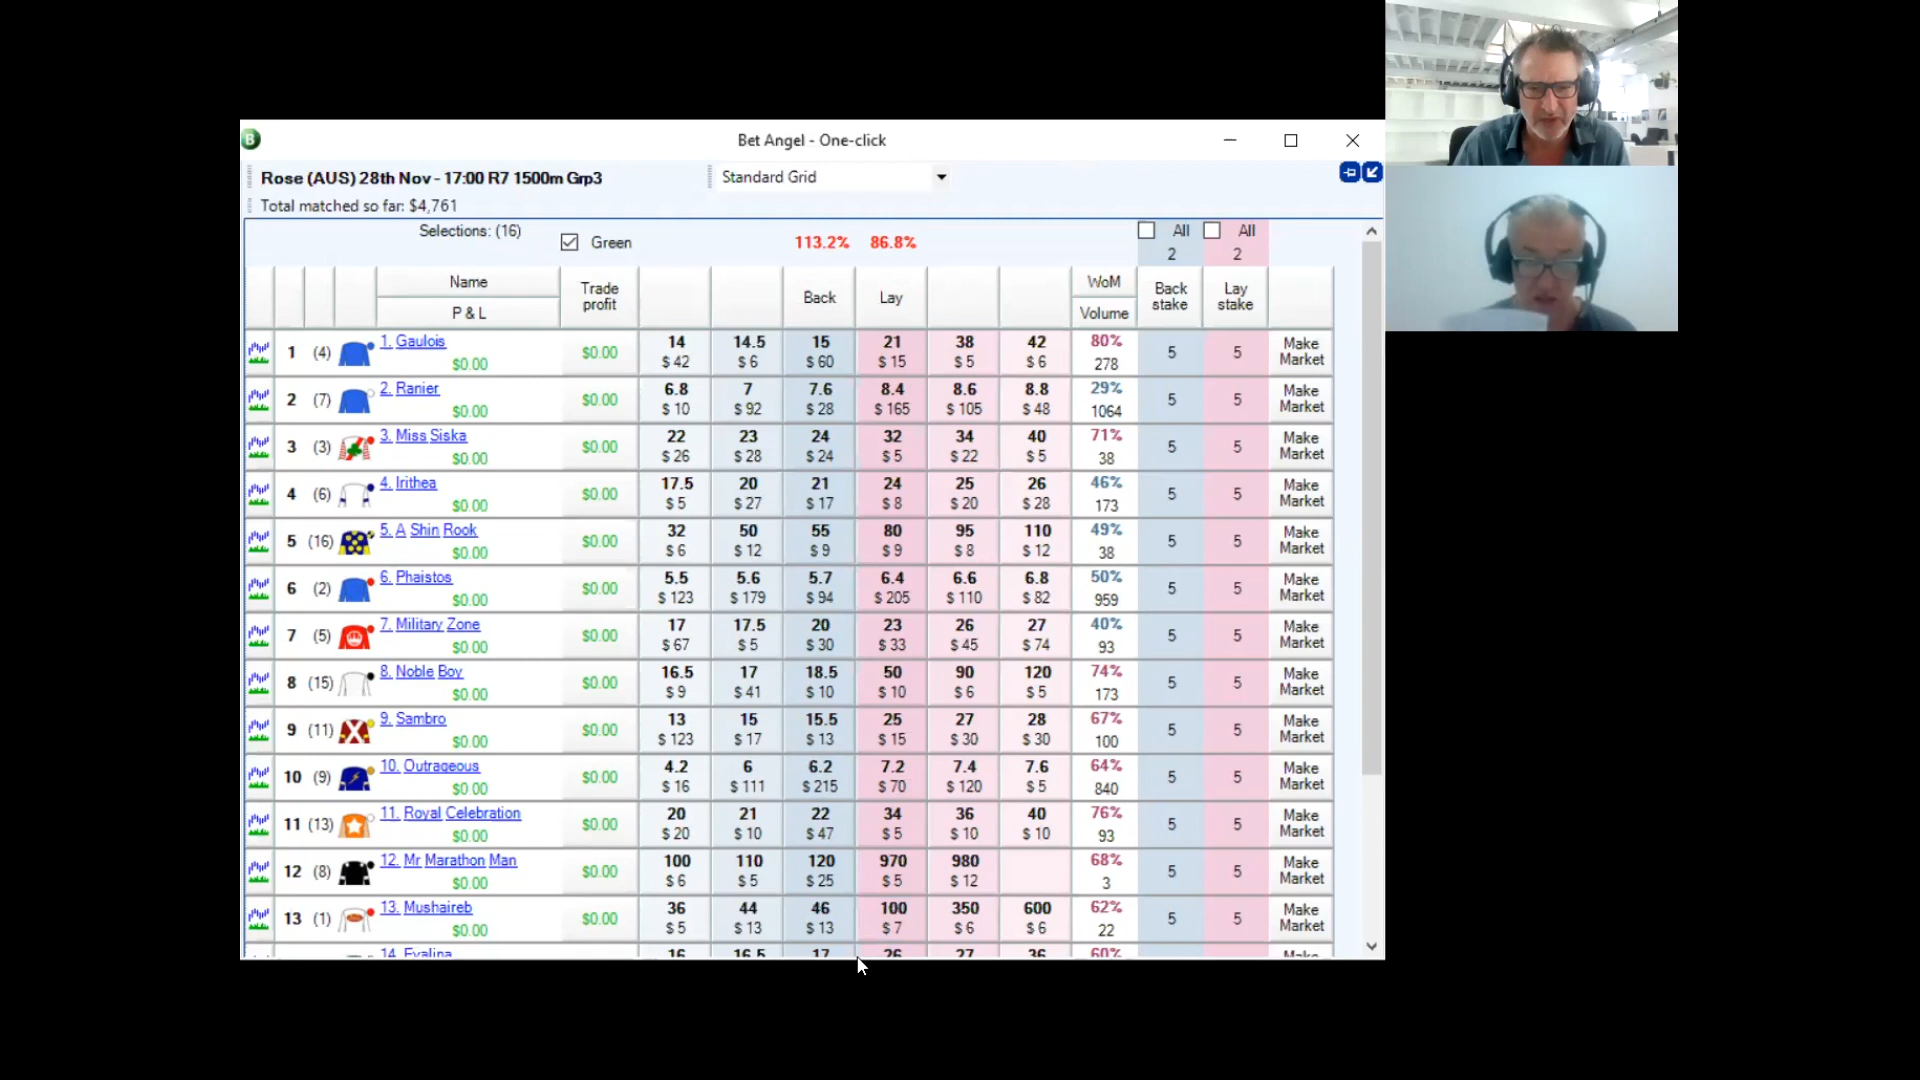 Bet Angel - One-click
Rose (AUS) 28th Nov - 17:00 R7 1500m Grp3
Standard Grid
Total matched so far: $4,761
Selections: (16)
Green
113.2% 86.8%
All All
2 2
Name Trade profit Back Lay WoM Back stake Lay stake
P & L Volume
1 (4) 1. Gaulois $0.00 14 14.5 15 21 38 42 80% 5 5 Make Market
$0.00 $ 42 $ 6 $ 60 $ 15 $ 5 $ 6 278
2 (7) 2. Ranier $0.00 6.8 7 7.6 8.4 8.6 8.8 29% 5 5 Make Market
$0.00 $ 10 $ 92 $ 28 $ 165 $ 105 $ 48 1064
3 (3) 3. Miss Siska $0.00 22 23 24 32 34 40 71% 5 5 Make Market
$0.00 $ 26 $ 28 $ 24 $ 5 $ 22 $ 5 38
4 (6) 4. Irithea $0.00 17.5 20 21 24 25 26 46% 5 5 Make Market
$0.00 $ 5 $ 27 $ 17 $ 8 $ 20 $ 28 173
5 (16) 5. A Shin Rook $0.00 32 50 55 80 95 110 49% 5 5 Make Market
$0.00 $ 6 $ 12 $ 9 $ 9 $ 8 $ 12 38
6 (2) 6. Phaistos $0.00 5.5 5.6 5.7 6.4 6.6 6.8 50% 5 5 Make Market
$0.00 $ 123 $ 179 $ 94 $ 205 $ 110 $ 82 959
7 (5) 7. Military Zone $0.00 17 17.5 20 23 26 27 40% 5 5 Make Market
$0.00 $ 67 $ 5 $ 30 $ 33 $ 45 $ 74 93
8 (15) 8. Noble Boy $0.00 16.5 17 18.5 50 90 120 74% 5 5 Make Market
$0.00 $ 9 $ 41 $ 10 $ 10 $ 6 $ 5 173
9 (11) 9. Sambro $0.00 13 15 15.5 25 27 28 67% 5 5 Make Market
$0.00 $ 123 $ 17 $ 13 $ 15 $ 30 $ 30 100
10 (9) 10. Outrageous $0.00 4.2 6 6.2 7.2 7.4 7.6 64% 5 5 Make Market
$0.00 $ 16 $ 111 $ 215 $ 70 $ 120 $ 5 840
11 (13) 11. Royal Celebration $0.00 20 21 22 34 36 40 76% 5 5 Make Market
$0.00 $ 20 $ 10 $ 47 $ 5 $ 10 $ 10 93
12 (8) 12. Mr Marathon Man $0.00 100 110 120 970 980 68% 5 5 Make Market
$0.00 $ 6 $ 5 $ 25 $ 5 $ 12 3
13 (1) 13. Mushaireb $0.00 36 44 46 100 350 600 62% 5 5 Make Market
$0.00 $ 5 $ 13 $ 13 $ 7 $ 6 $ 6 22
14. Evalina 16 16.5 17 26 27 36 60% Make